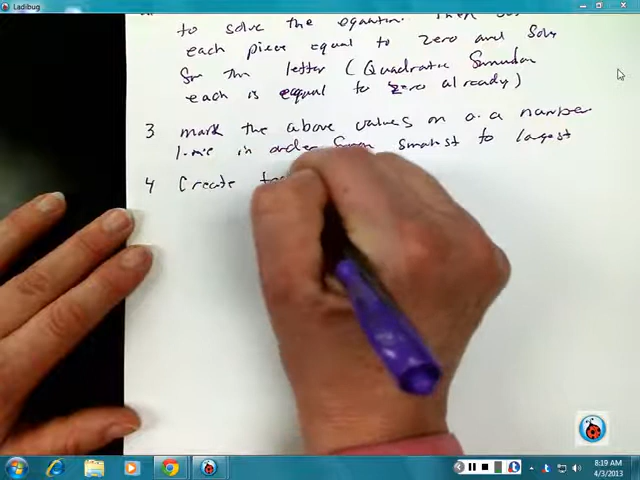 Ladibug
to solve the equation. Then
each piece equal to zero and Solve
for the letter (Quadratic Formula
each is equal to zero already)
3 mark the above values on a a number
line in order from smallest to largest
4 Create
8:19 AM
4/3/2013